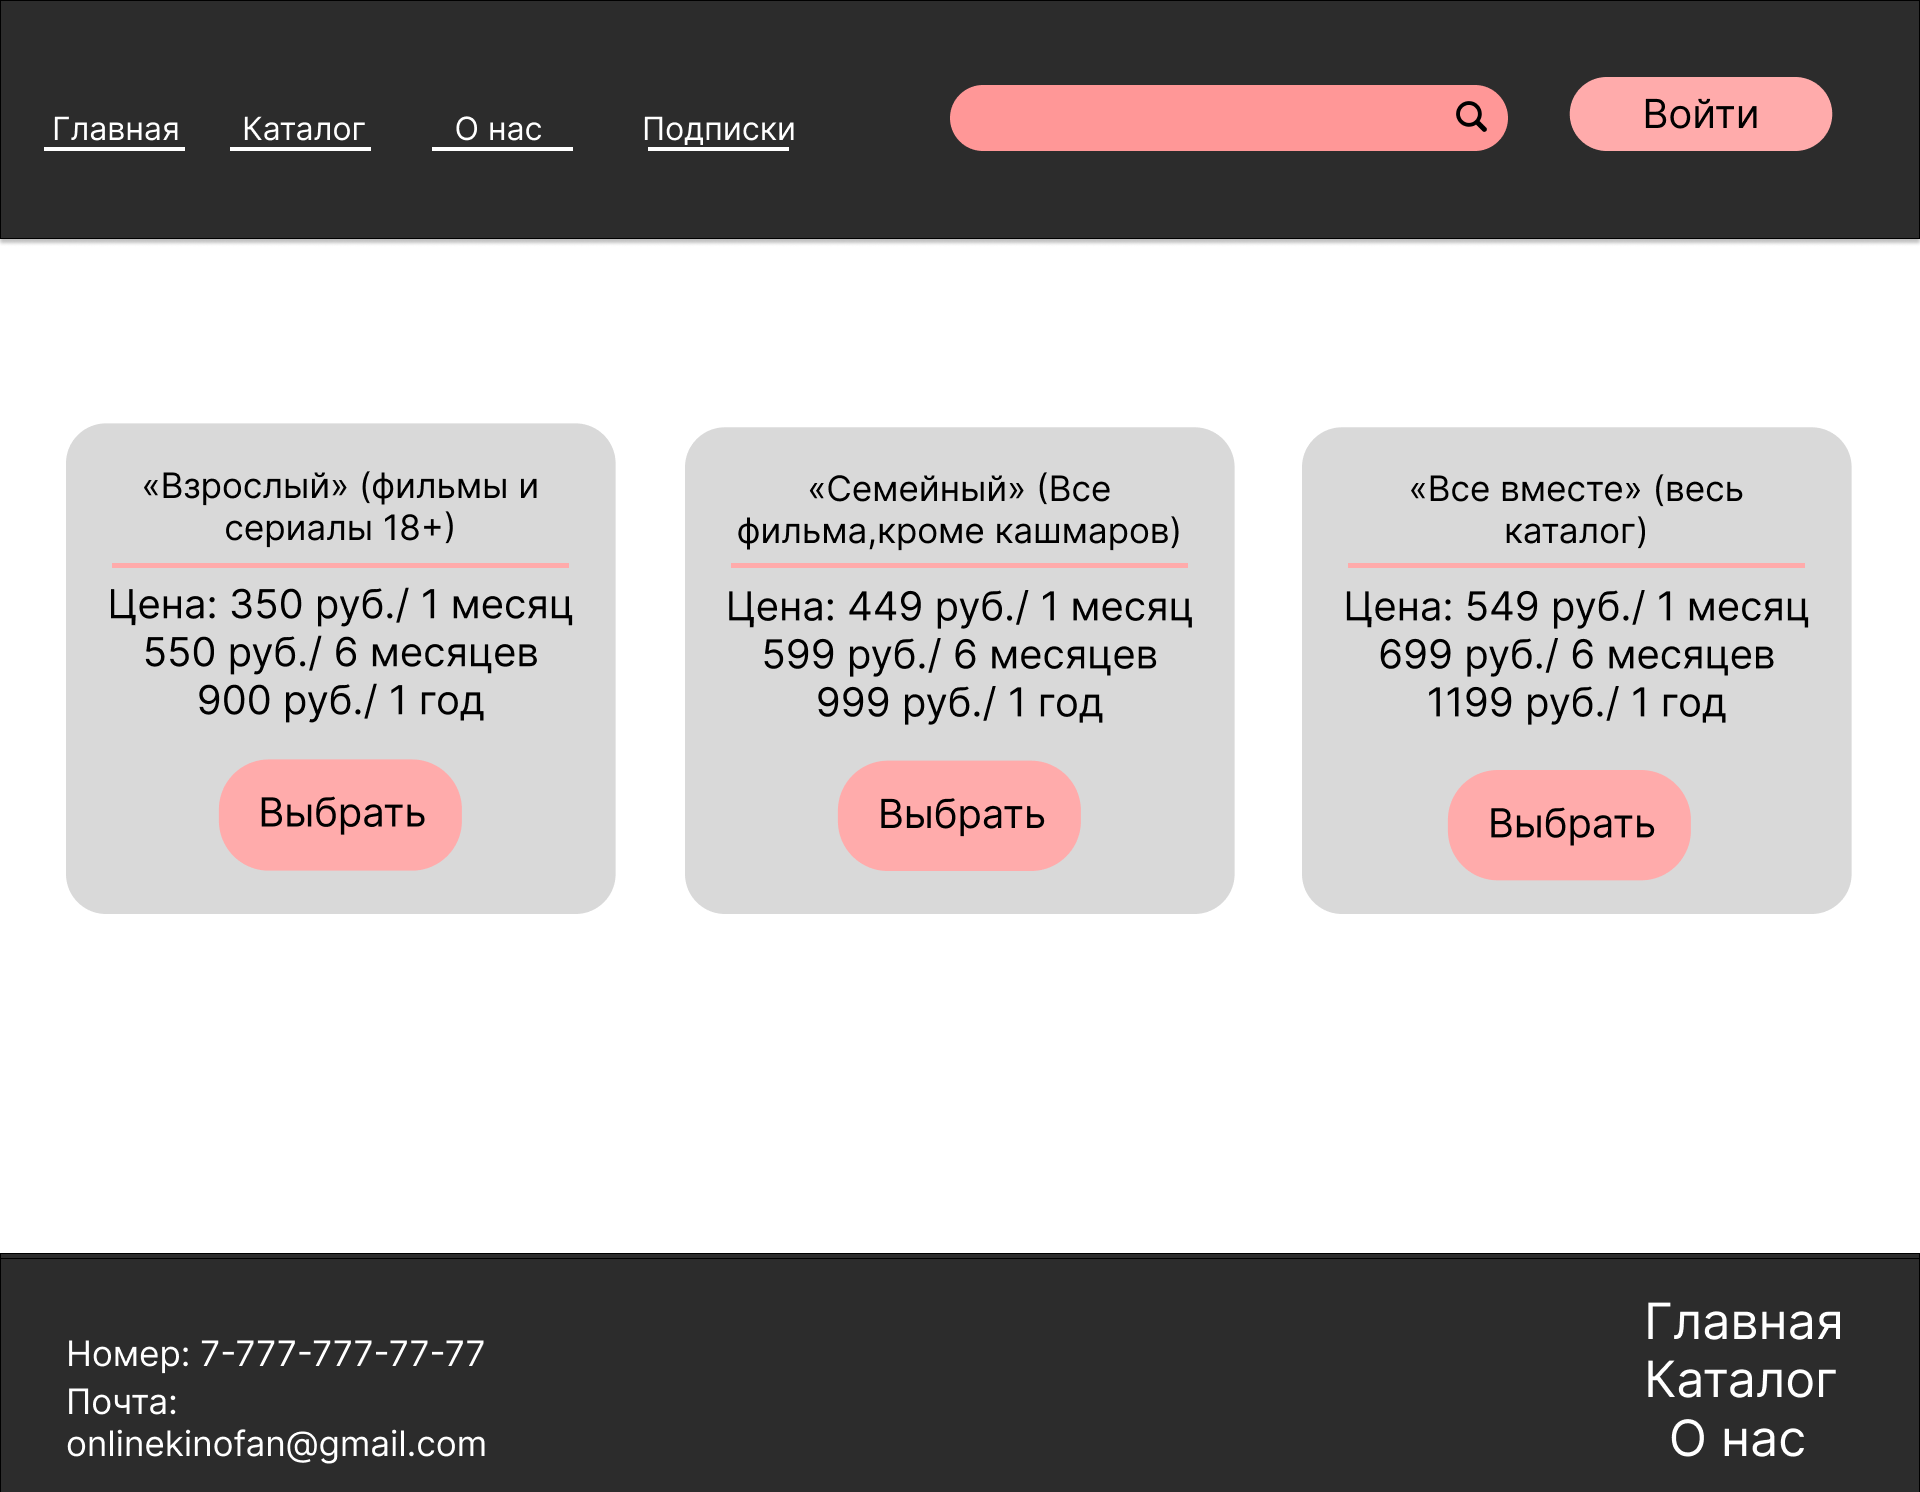 Главная Каталог О нас Подписки Войти
«Взрослый» (фильмы и
сериалы 18+)
Цена: 350 руб./ 1 месяц
550 руб./ 6 месяцев
900 руб./ 1 год
Выбрать
«Семейный» (Все
фильма,кроме кашмаров)
Цена: 449 руб./ 1 месяц
599 руб./ 6 месяцев
999 руб./ 1 год
Выбрать
«Все вместе» (весь
каталог)
Цена: 549 руб./ 1 месяц
699 руб./ 6 месяцев
1199 руб./ 1 год
Выбрать
Номер: 7-777-777-77-77
Почта:
onlinekinofan@gmail.com
Главная
Каталог
О нас